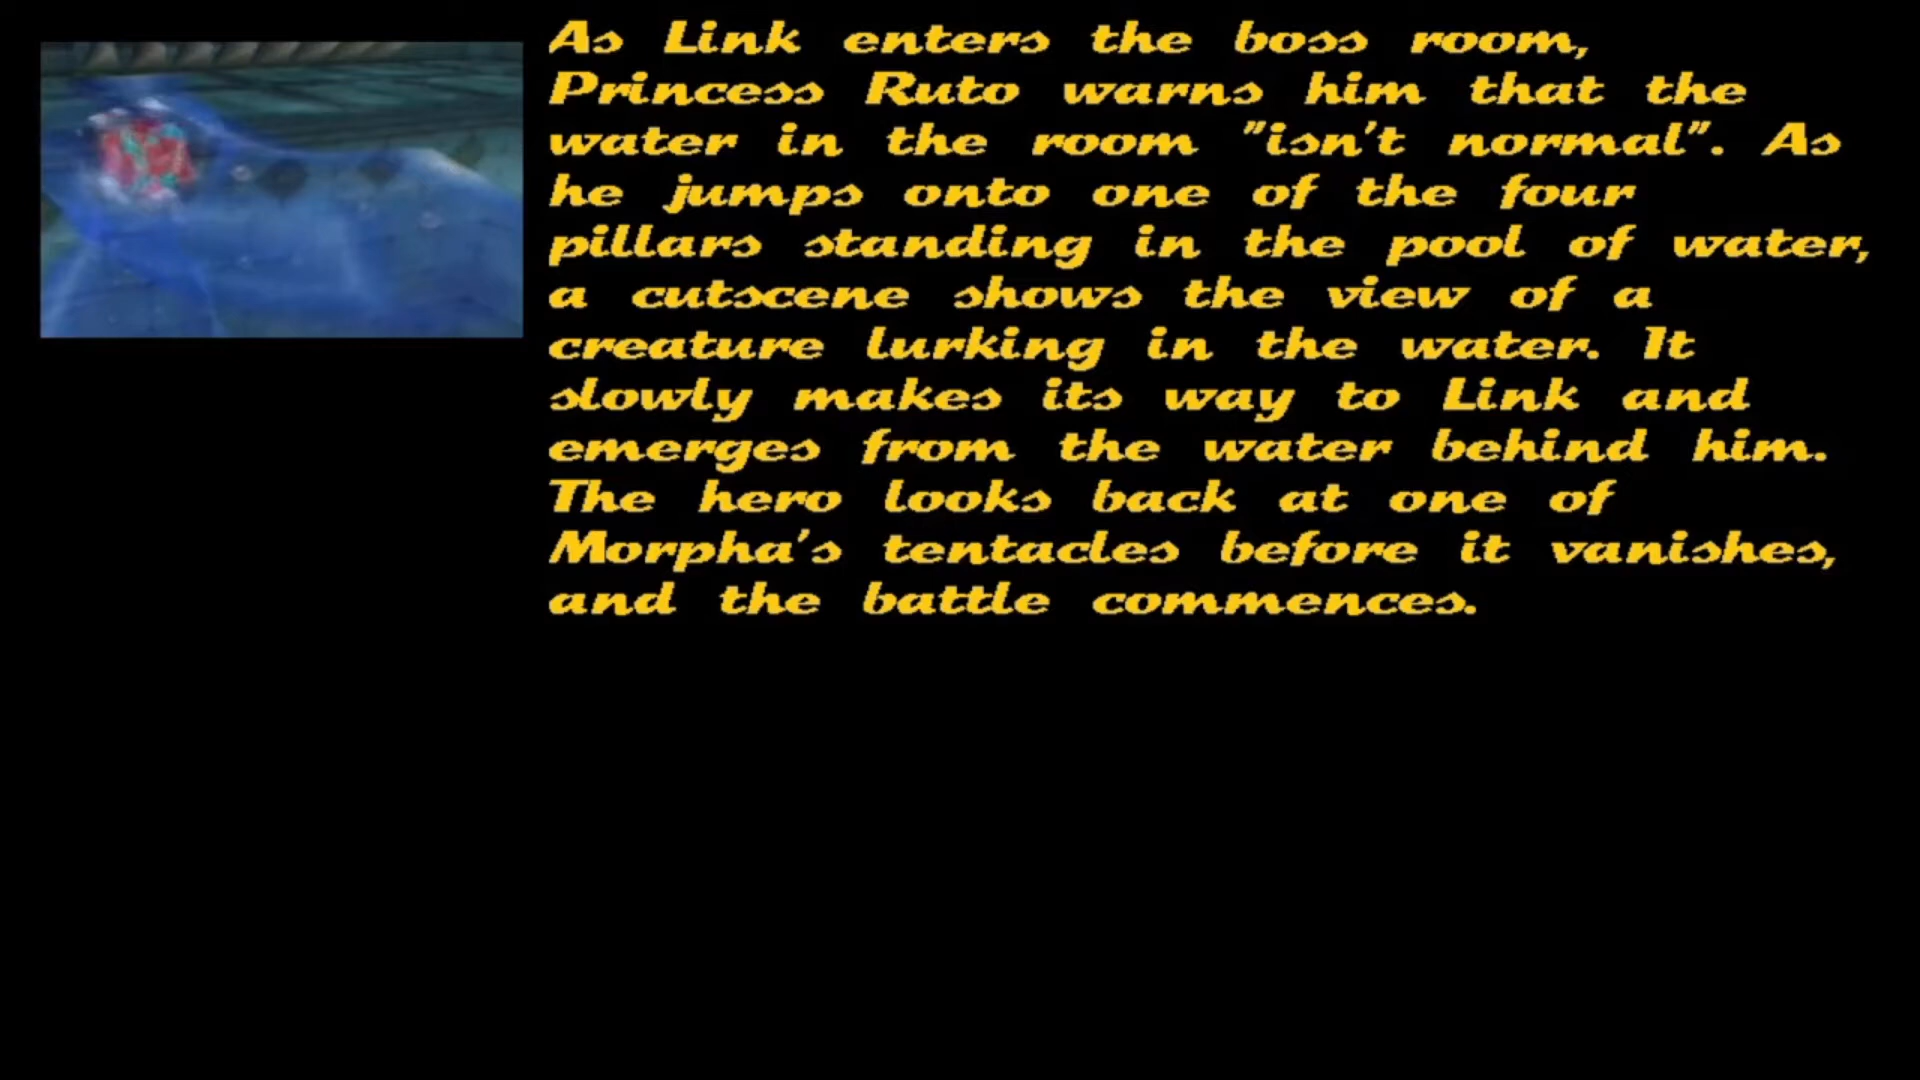 As Link enters the boss room,
Princess Ruto warns him that the
water in the room "isn't normal". As
he jumps onto one of the four
pillars standing in the pool of water,
a cutscene shows the view of a
creature lurking in the water. It
slowly makes its way to Link and
emerges from the water behind him.
The hero looks back at one of
Morpha's tentacles before it vanishes,
and the battle commences.